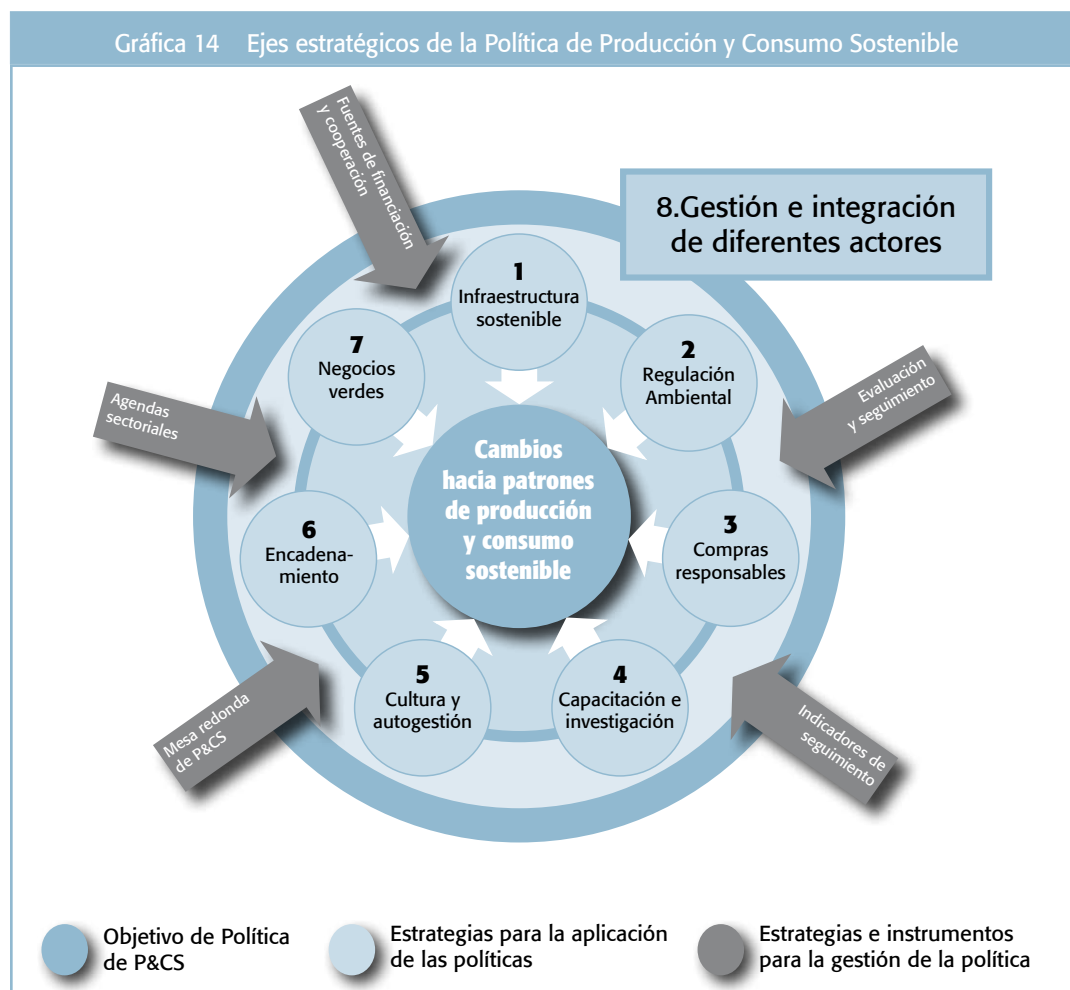 Gráfica 14 Ejes estratégicos de la Política de Producción y Consumo Sostenible
Fuentes de financiación
y cooperación
8.Gestión e integración
de diferentes actores
1
Infraestructura
sostenible
7
Negocios
verdes
2
Regulación
Ambiental
Evaluación
y seguimiento
Agendas
sectoriales
Cambios
hacia patrones
de producción
y consumo
sostenible
6
Encadena-
miento
3
Compras
responsables
5
Cultura y
autogestión
4
Capacitación e
investigación
Mesa redonda
de P&CS
Indicadores de
seguimiento
Objetivo de Política
de P&CS
Estrategias para la aplicación
de las políticas
Estrategias e instrumentos
para la gestión de la política